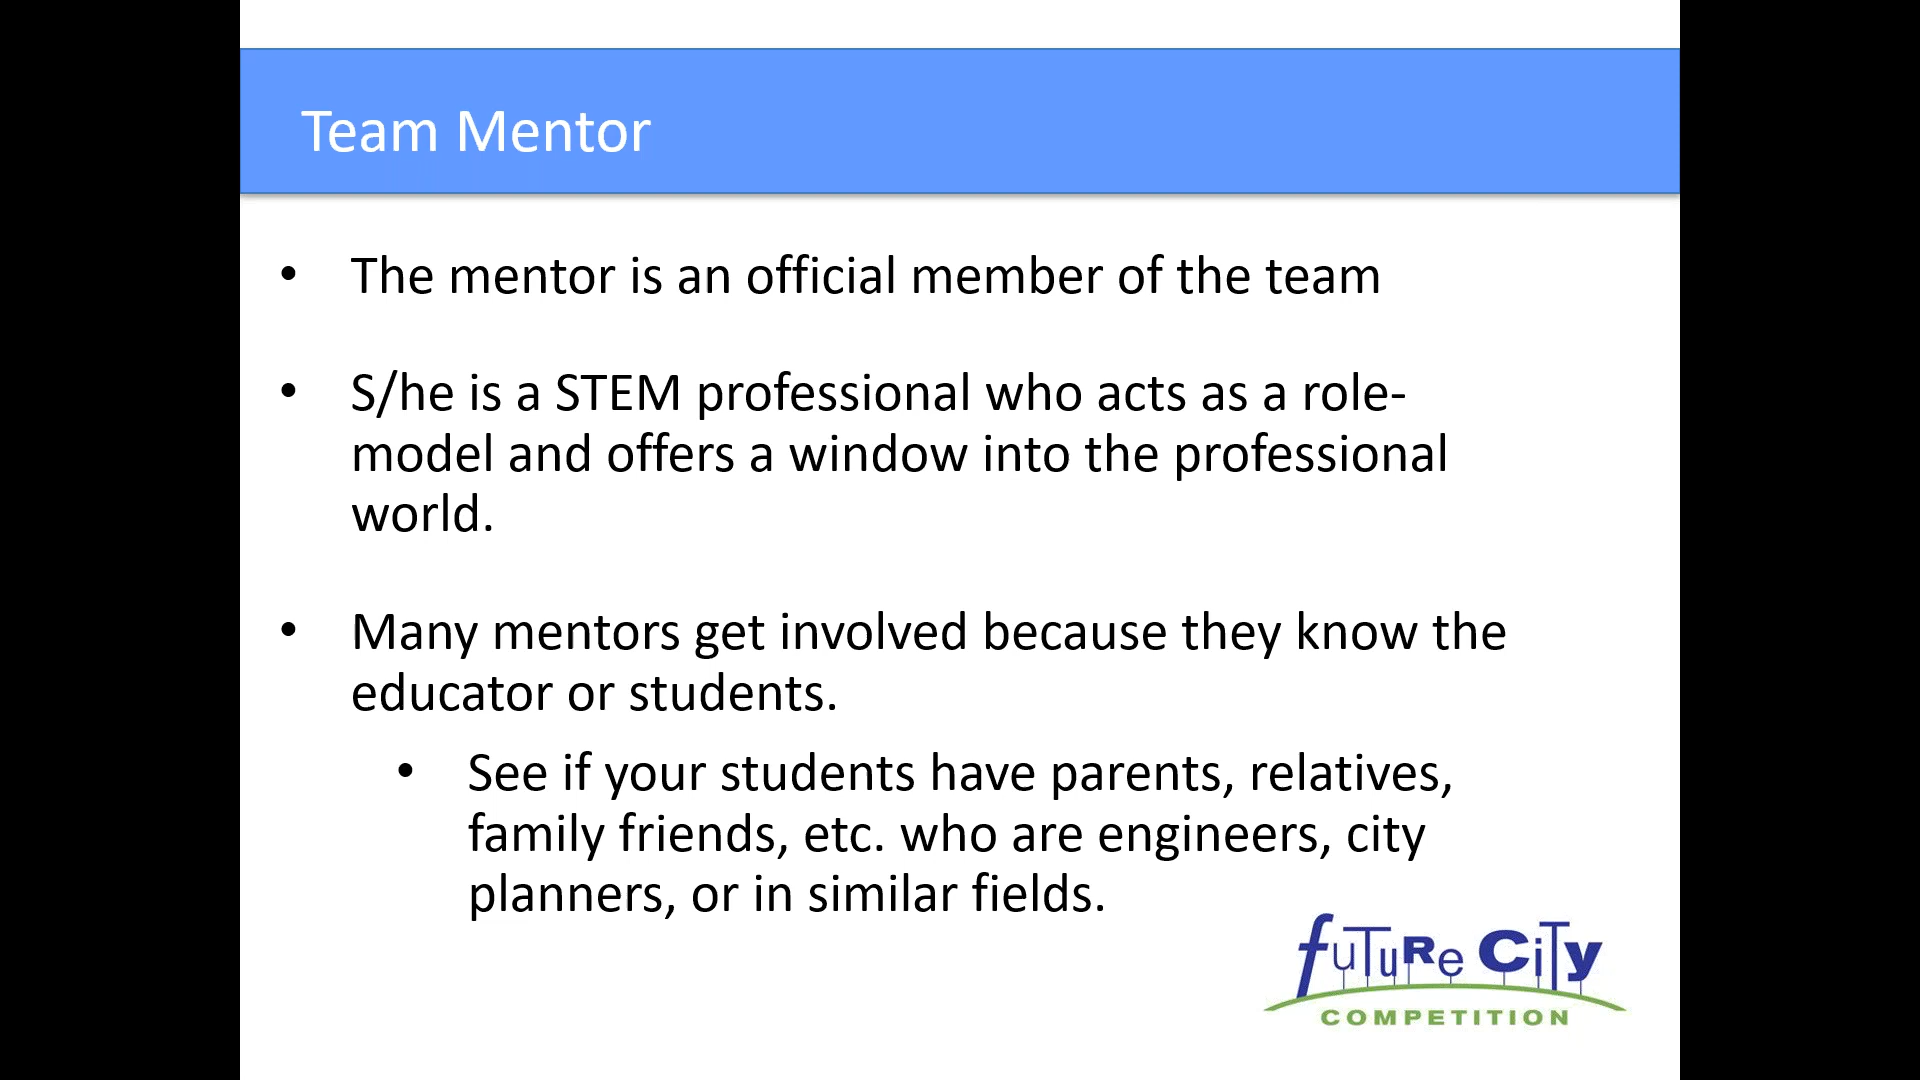 Team Mentor
• The mentor is an official member of the team
• S/he is a STEM professional who acts as a role-
model and offers a window into the professional
world.
• Many mentors get involved because they know the
educator or students.
• See if your students have parents, relatives,
family friends, etc. who are engineers, city
planners, or in similar fields.
fuTuRe CiTy
COMPETITION